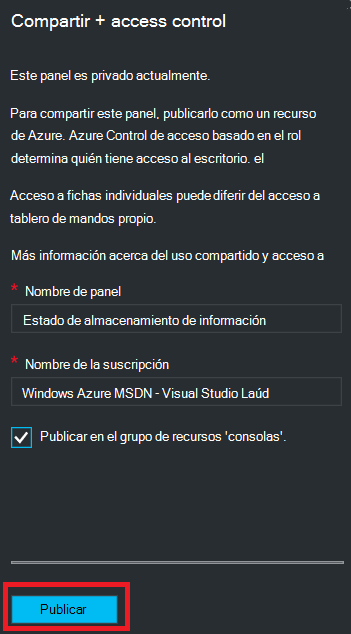 Compartir + access control
Este panel es privado actualmente.
Para compartir este panel, publicarlo como un recurso
de Azure. Azure Control de acceso basado en el rol
determina quién tiene acceso al escritorio. el
Acceso a fichas individuales puede diferir del acceso a
tablero de mandos propio.
Más información acerca del uso compartido y acceso a
* Nombre de panel
Estado de almacenamiento de información
* Nombre de la suscripción
Windows Azure MSDN - Visual Studio Laúd
Publicar en el grupo de recursos 'consolas'.
Publicar